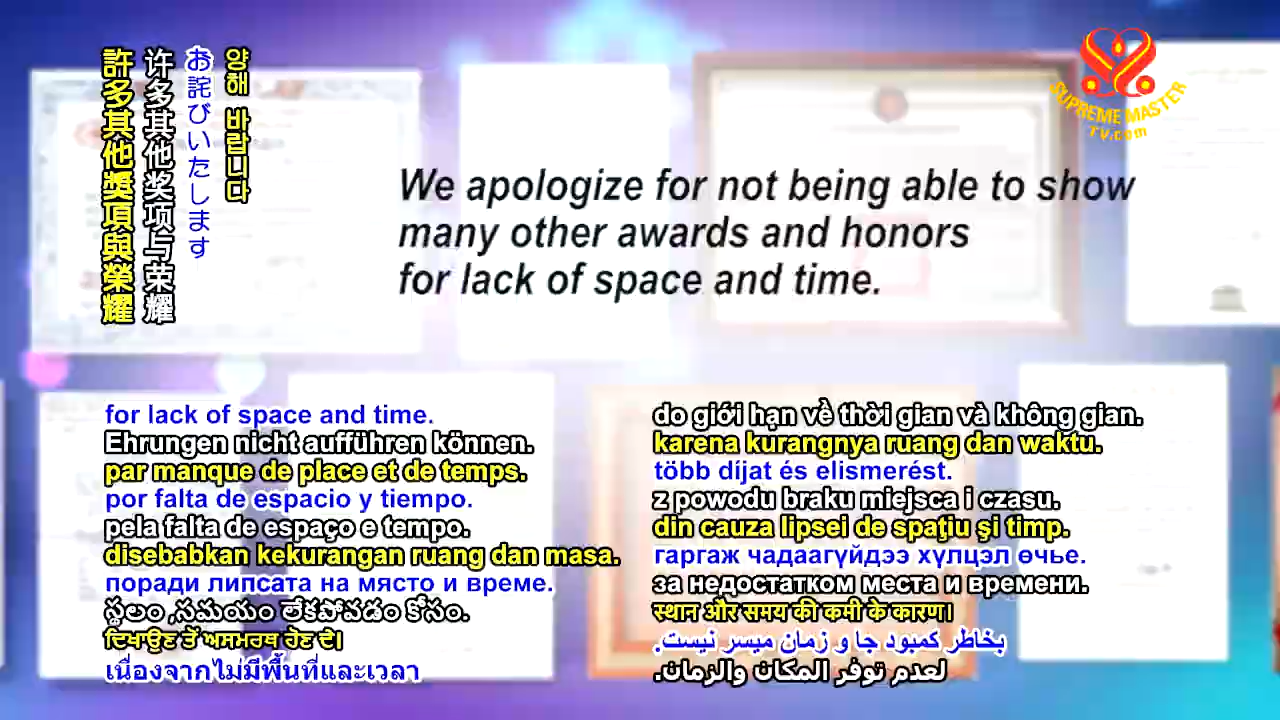 許多其他獎項與榮耀
许多其他奖项与荣耀
お詫びいたします
양해 바랍니다
SUPREME MASTER
TV.com
We apologize for not being able to show
many other awards and honors
for lack of space and time.
for lack of space and time.
Ehrungen nicht aufführen können.
par manque de place et de temps.
por falta de espacio y tiempo.
pela falta de espaço e tempo.
disebabkan kekurangan ruang dan masa.
поради липсата на място и време.
స్థలం ,సమయం లేకపోవడం కోసం.
ਦਿਖਾਉਣ ਤੋਂ ਅਸਮਰਥ ਹੋਣ ਦੇ।
เนื่องจากไม่มีพื้นที่และเวลา
do giới hạn về thời gian và không gian.
karena kurangnya ruang dan waktu.
több díjat és elismerést.
z powodu braku miejsca i czasu.
din cauza lipsei de spaţiu şi timp.
гаргаж чадаагүйдээ хүлцэл өчье.
за недостатком места и времени.
स्थान और समय की कमी के कारण।
بخاطر کمبود جا و زمان میسر نیست.
لعدم توفر المكان والزمان.